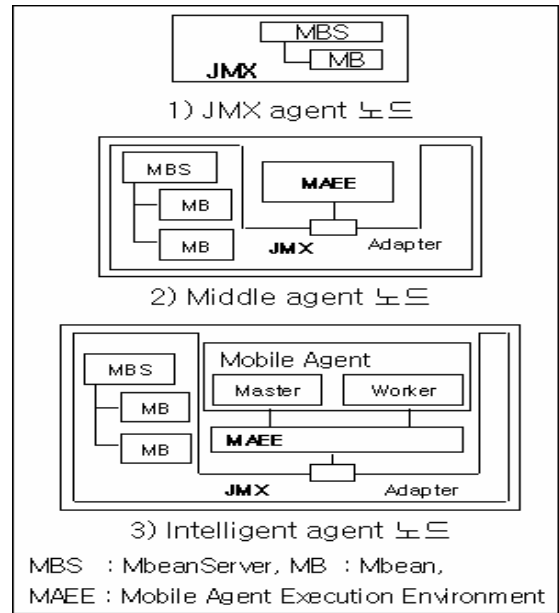 MBS
MB
JMX
1) JMX agent 노드
MBS
MB
MB
MAEE
JMX
Adapter
2) Middle agent 노드
MBS
MB
MB
Mobile Agent
Master
Worker
MAEE
JMX
Adapter
3) Intelligent agent 노드
MBS : MbeanServer, MB : Mbean,
MAEE : Mobile Agent Execution Environment